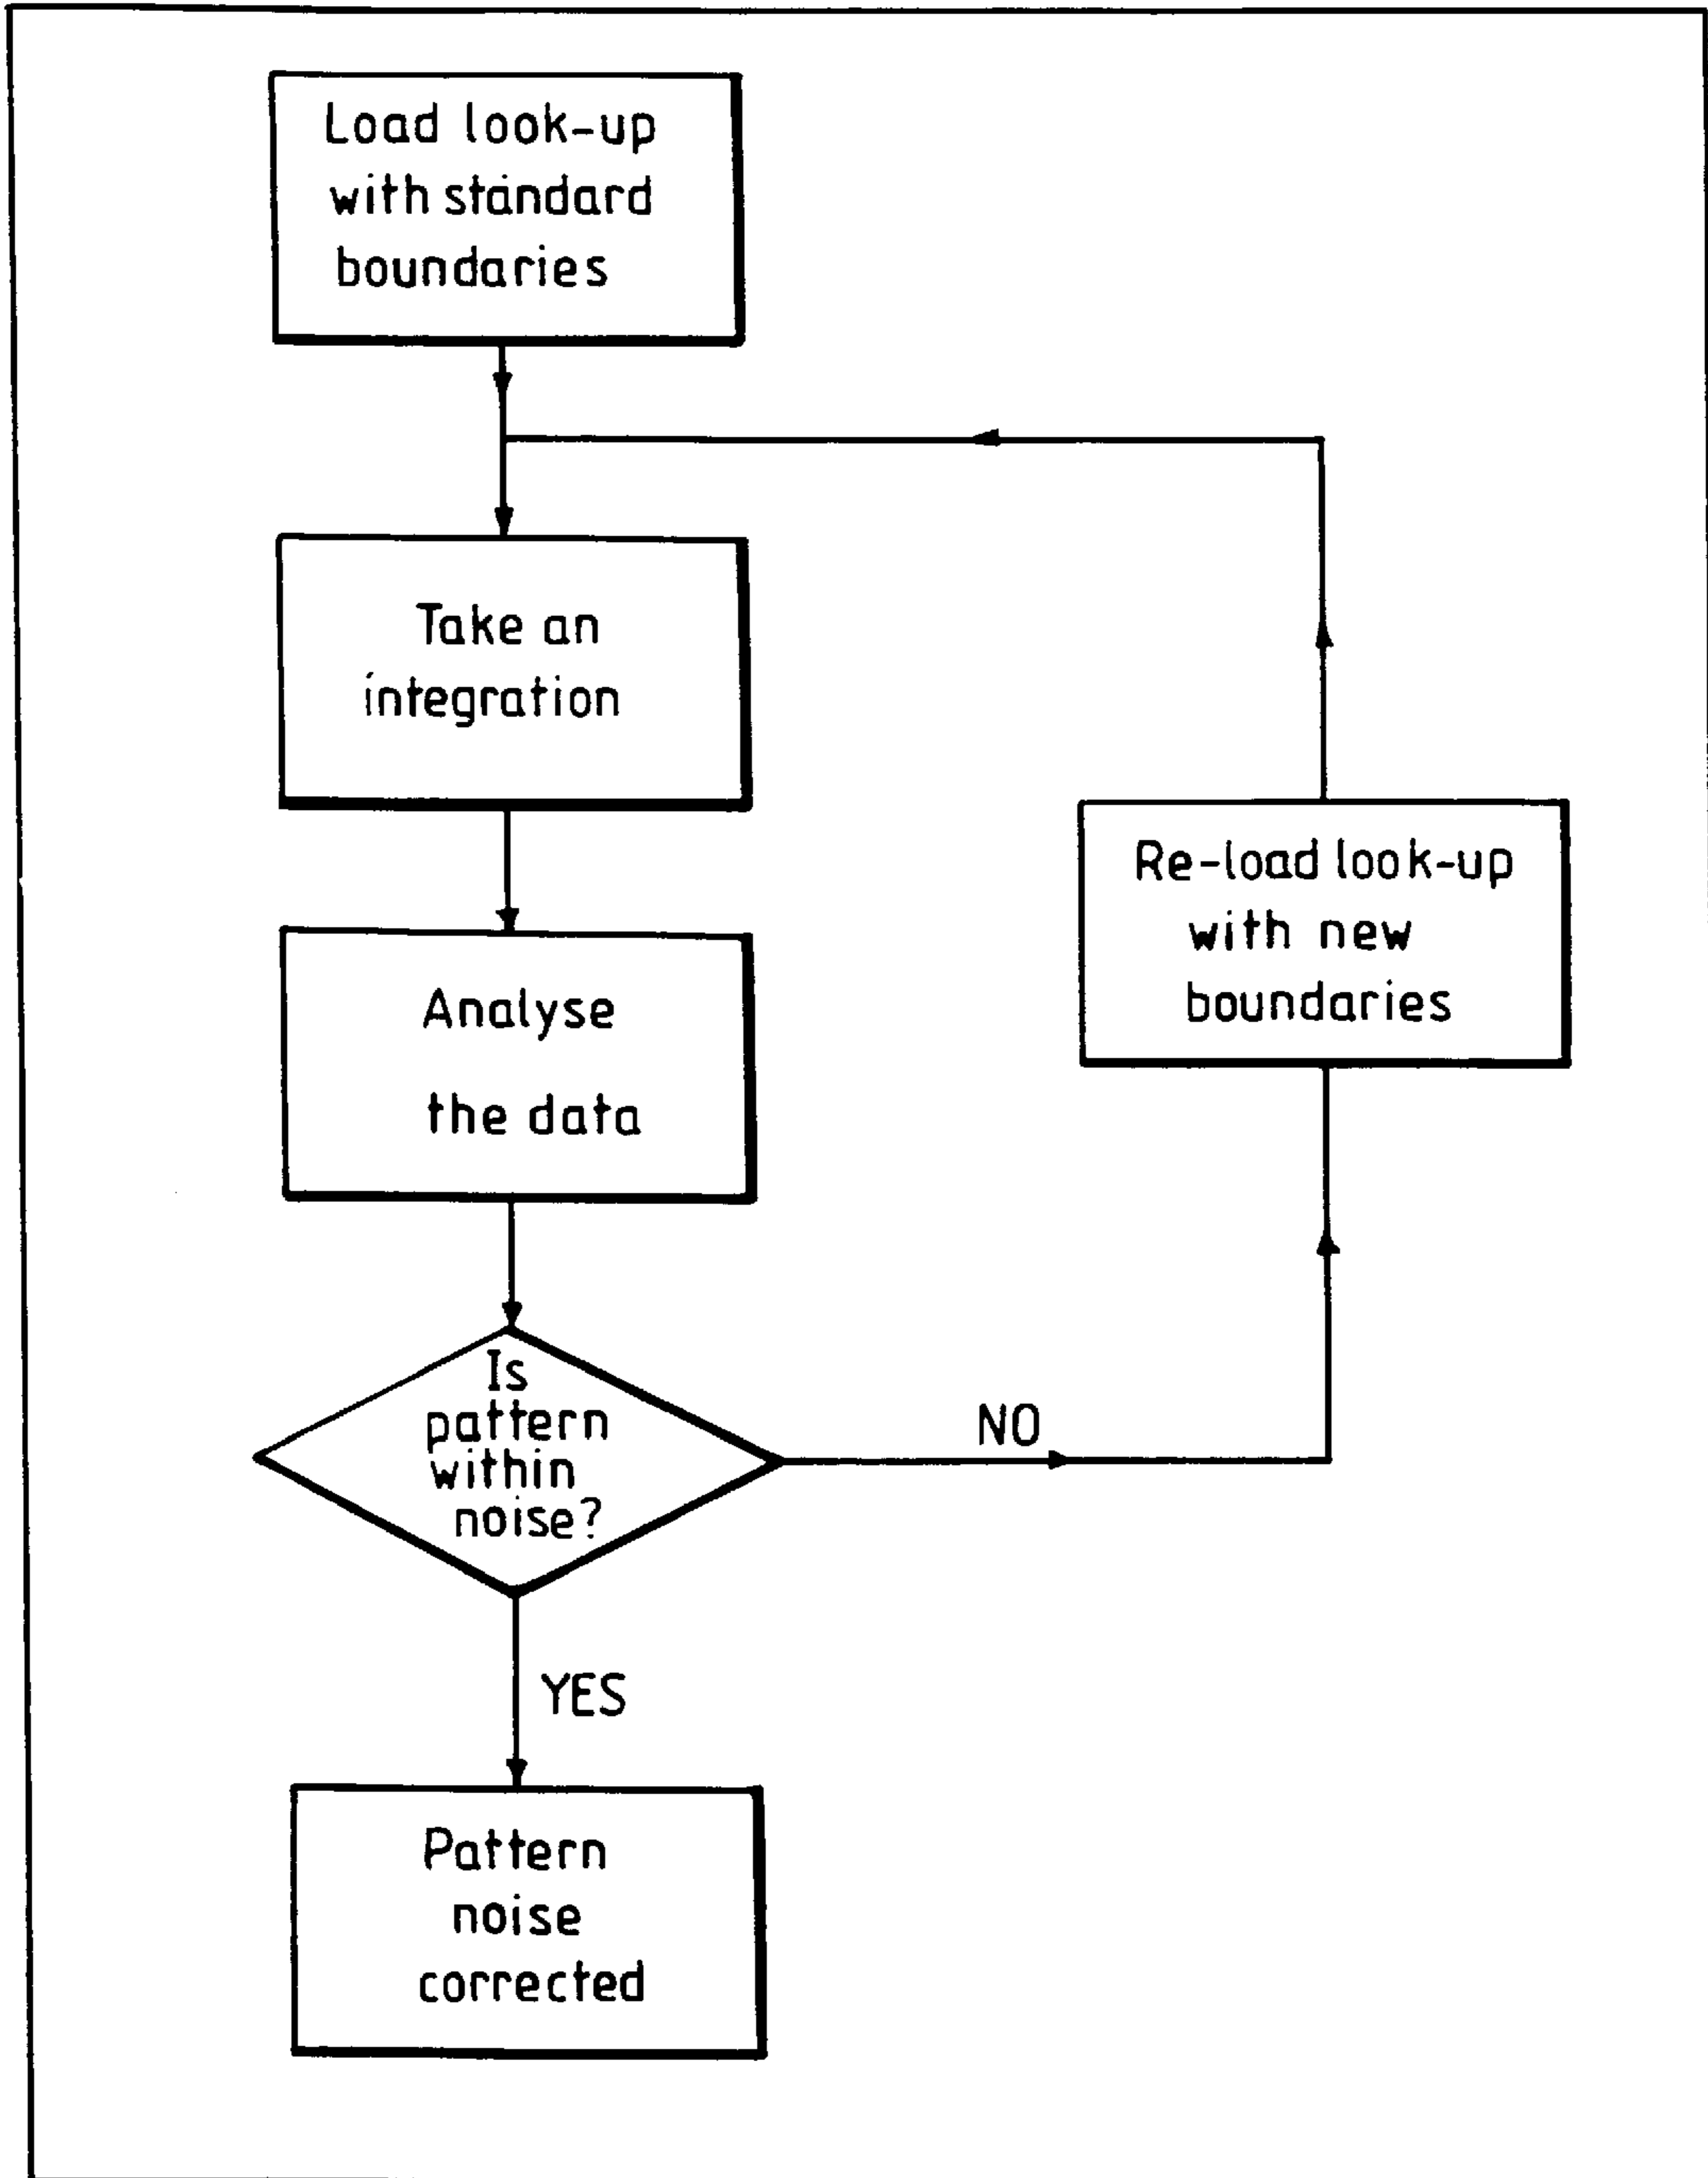 Load look-up
with standard
boundaries
Take an
integration
Analyse
the data
Is
pattern
within
noise?
NO
Re-load look-up
with new
boundaries
YES
Pattern
noise
corrected